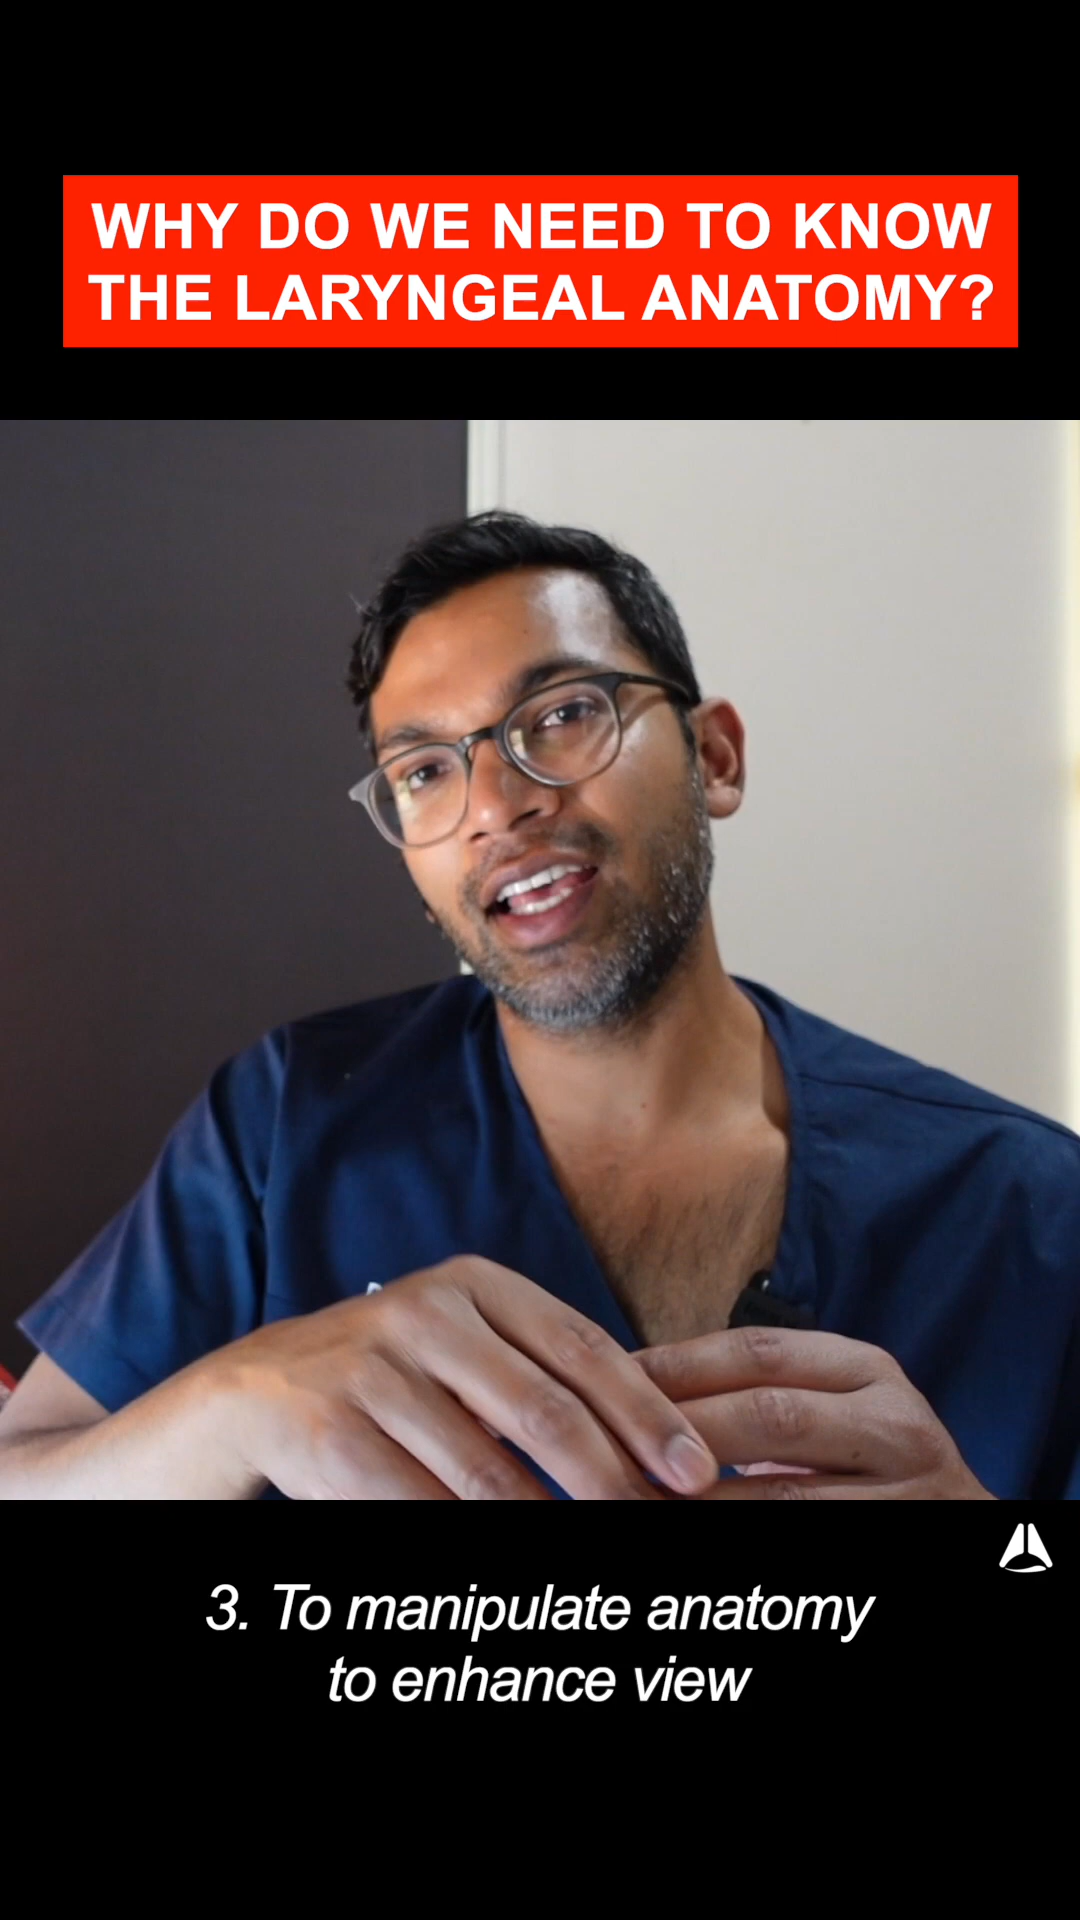 WHY DO WE NEED TO KNOW
THE LARYNGEAL ANATOMY?
3. To manipulate anatomy
to enhance view